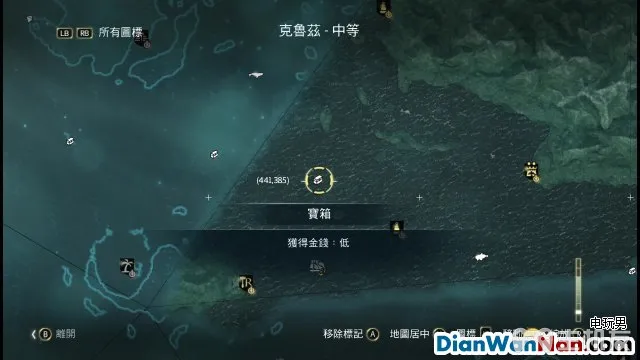 LB RB 所有圖標
克魯茲 - 中等
(441,385)
寶箱
獲得金錢：低
B 離開
移除標記 A 地圖居中
电玩男
DianWanNan.com